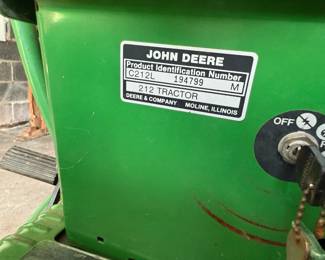 JOHN DEERE
Product Identification Number
C212L 194799 M
212 TRACTOR
DEERE & COMPANY MOLINE, ILLINOIS
OFF